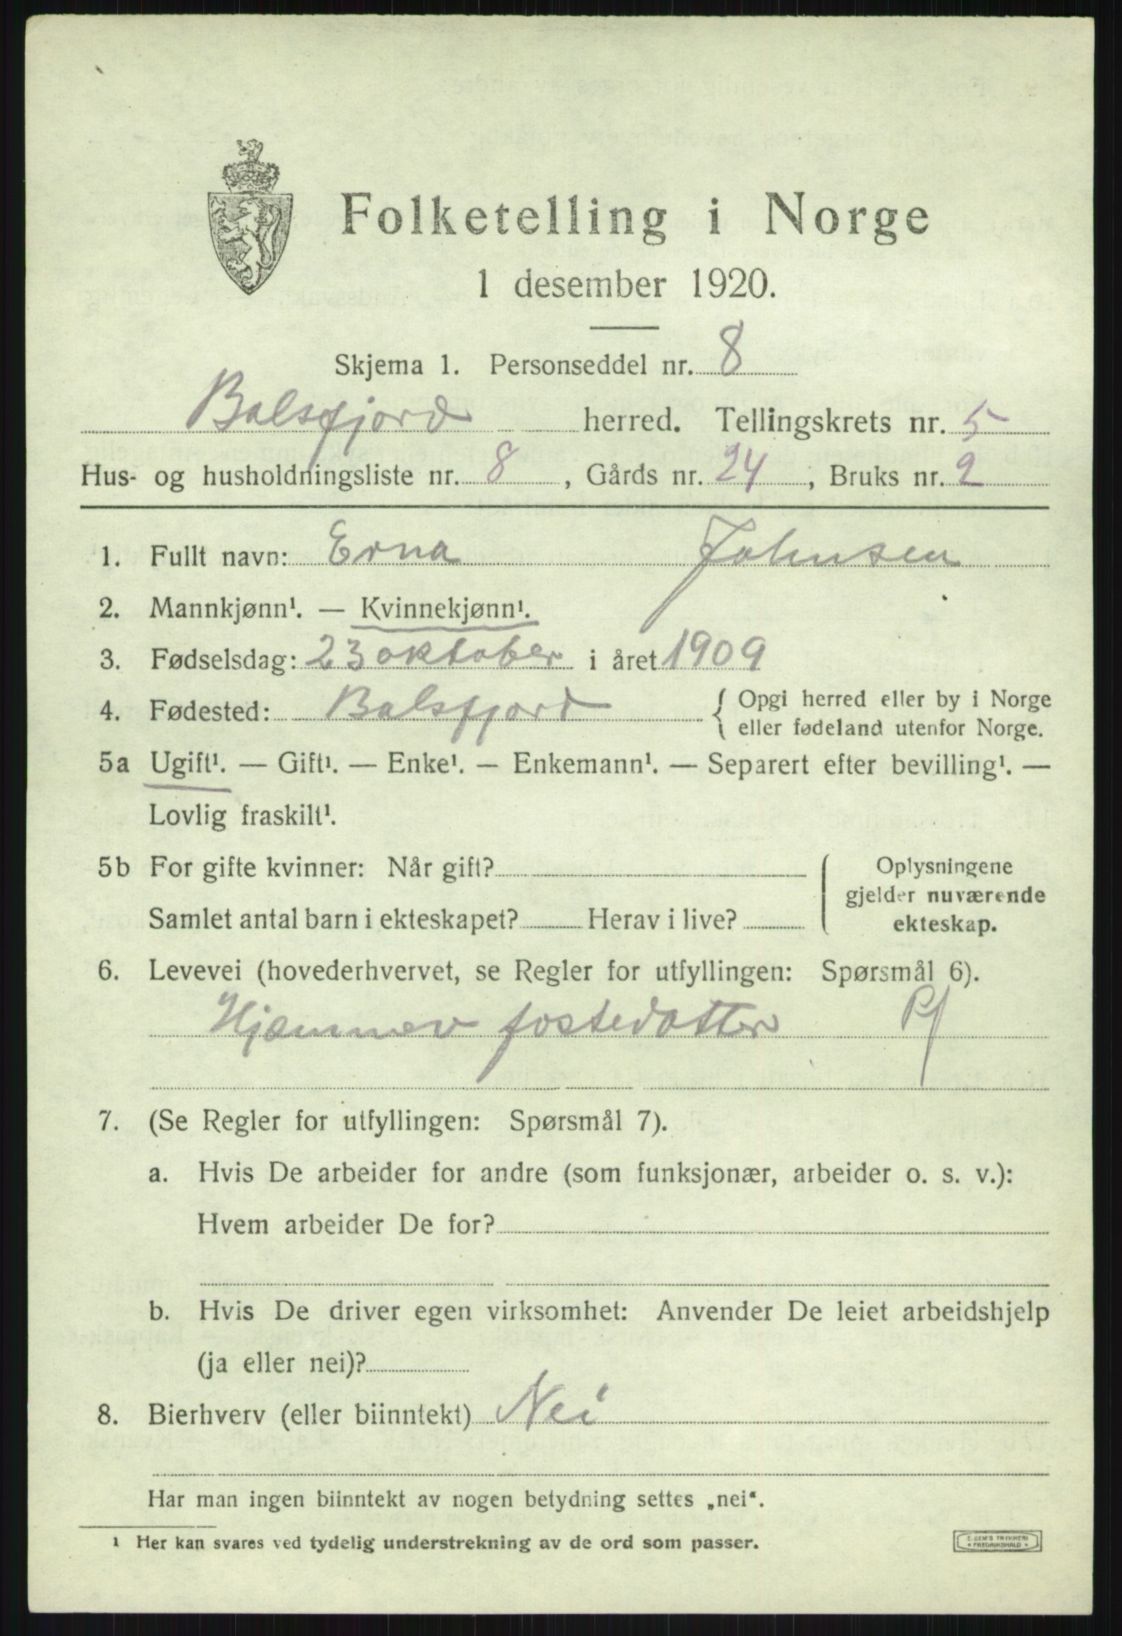 Folketelling i Norge
1 desember 1920.
Skjema 1. Personseddel nr. 8
Balsfjord herred. Tellingskrets nr. 5
Hus- og husholdningsliste nr. 8, Gårds nr. 24, Bruks nr. 2
1. Fullt navn: Erna Johnsen
2. Mannkjønn¹. — Kvinnekjønn¹.
3. Fødselsdag: 23 oktober i året 1909
4. Fødested: Balsfjord { Opgi herred eller by i Norge
eller fødeland utenfor Norge.
5a Ugift¹. — Gift¹. — Enke¹. — Enkemann¹. — Separert efter bevilling¹. —
Lovlig fraskilt¹.
5b For gifte kvinner: Når gift? { Oplysningene
gjelder nuværende
Samlet antal barn i ekteskapet? Herav i live? ekteskap.
6. Levevei (hovederhvervet, se Regler for utfyllingen: Spørsmål 6).
Hjemmev fostedatter Pf
7. (Se Regler for utfyllingen: Spørsmål 7).
a. Hvis De arbeider for andre (som funksjonær, arbeider o. s. v.):
Hvem arbeider De for?
b. Hvis De driver egen virksomhet: Anvender De leiet arbeidshjelp
(ja eller nei)?
8. Bierhverv (eller biinntekt) Nei
Har man ingen biinntekt av nogen betydning settes „nei“.
¹ Her kan svares ved tydelig understrekning av de ord som passer.